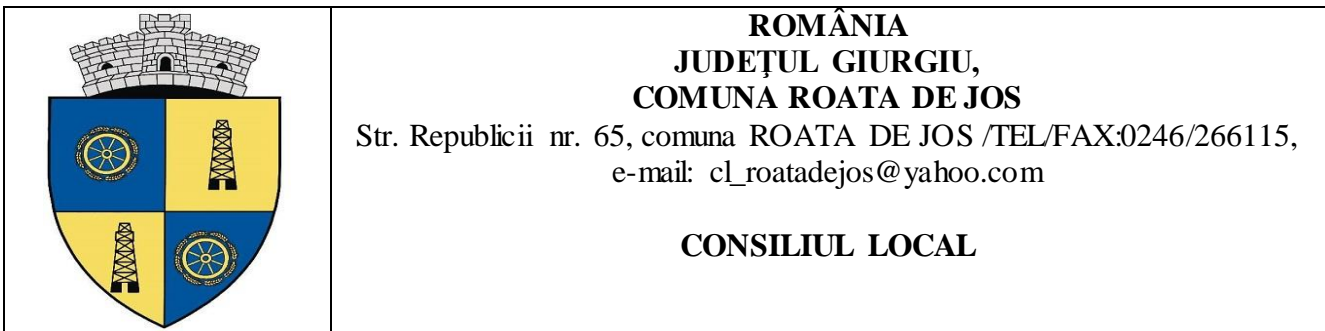 ROMÂNIA
JUDEŢUL GIURGIU,
COMUNA ROATA DE JOS
Str. Republicii nr. 65, comuna ROATA DE JOS /TEL/FAX:0246/266115,
e-mail: cl_roatadejos@yahoo.com
CONSILIUL LOCAL